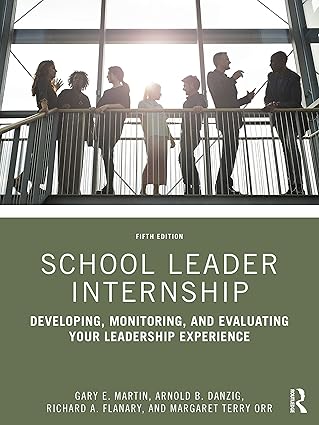 FIFTH EDITION
SCHOOL LEADER
INTERNSHIP
DEVELOPING, MONITORING, AND EVALUATING
YOUR LEADERSHIP EXPERIENCE
GARY E. MARTIN, ARNOLD B. DANZIG,
RICHARD A. FLANARY, AND MARGARET TERRY ORR
R
ROUTLEDGE